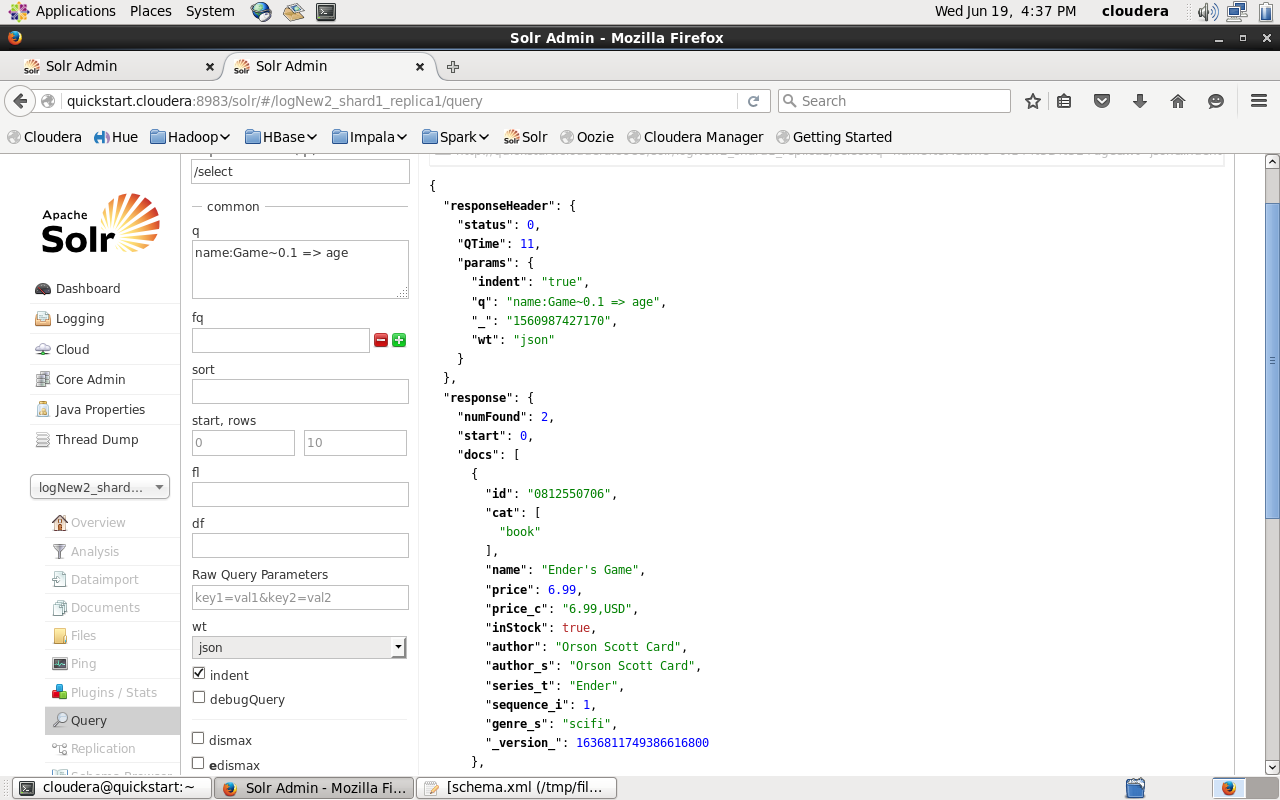 Applications Places System Wed Jun 19, 4:37 PM cloudera
Solr Admin - Mozilla Firefox
Solr Admin
Solr Admin
quickstart.cloudera:8983/solr/#/logNew2_shard1_replica1/query
Search
Cloudera Hue Hadoop HBase Impala Spark Solr Oozie Cloudera Manager Getting Started
Apache
Solr
Dashboard
Logging
Cloud
Core Admin
Java Properties
Thread Dump
logNew2_shard...
Overview
Analysis
Dataimport
Documents
Files
Ping
Plugins / Stats
Query
Replication
/select
common
q
name:Game~0.1 => age
fq
sort
start, rows
0 10
fl
df
Raw Query Parameters
key1=val1&key2=val2
wt
json
indent
debugQuery
dismax
edismax
{
"responseHeader": {
"status": 0,
"QTime": 11,
"params": {
"indent": "true",
"q": "name:Game~0.1 => age",
"_": "1560987427170",
"wt": "json"
}
},
"response": {
"numFound": 2,
"start": 0,
"docs": [
{
"id": "0812550706",
"cat": [
"book"
],
"name": "Ender's Game",
"price": 6.99,
"price_c": "6.99,USD",
"inStock": true,
"author": "Orson Scott Card",
"author_s": "Orson Scott Card",
"series_t": "Ender",
"sequence_i": 1,
"genre_s": "scifi",
"_version_": 1636811749386616800
},
cloudera@quickstart:~
Solr Admin - Mozilla Fi...
[schema.xml (/tmp/fil...